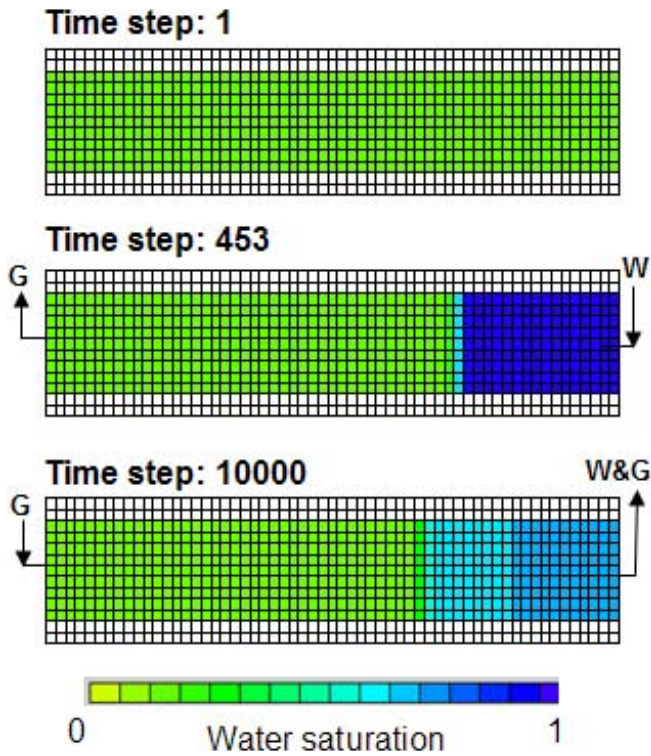 Time step: 1
Time step: 453
G
W
Time step: 10000
G
W&G
0
Water saturation
1